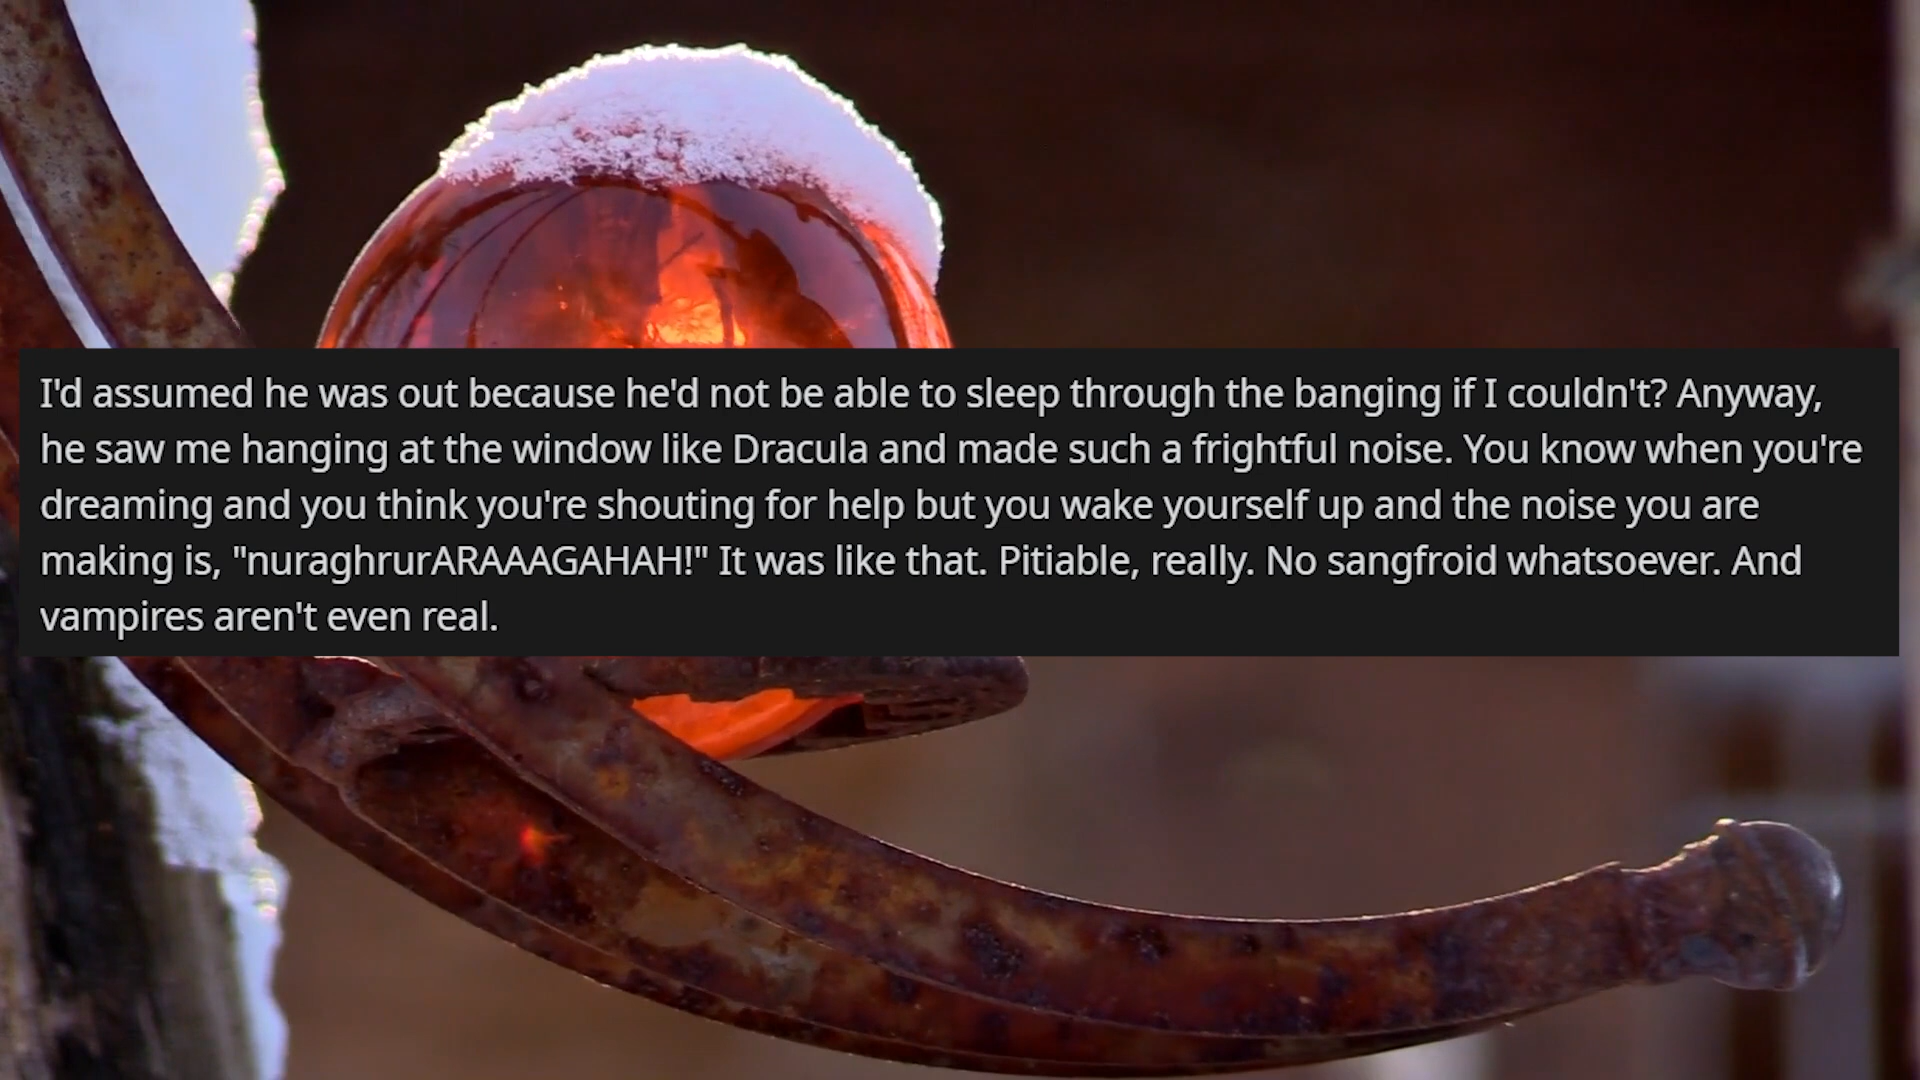 I'd assumed he was out because he'd not be able to sleep through the banging if I couldn't? Anyway,
he saw me hanging at the window like Dracula and made such a frightful noise. You know when you're
dreaming and you think you're shouting for help but you wake yourself up and the noise you are
making is, "nuraghrurARAAAGAHAH!" It was like that. Pitiable, really. No sangfroid whatsoever. And
vampires aren't even real.